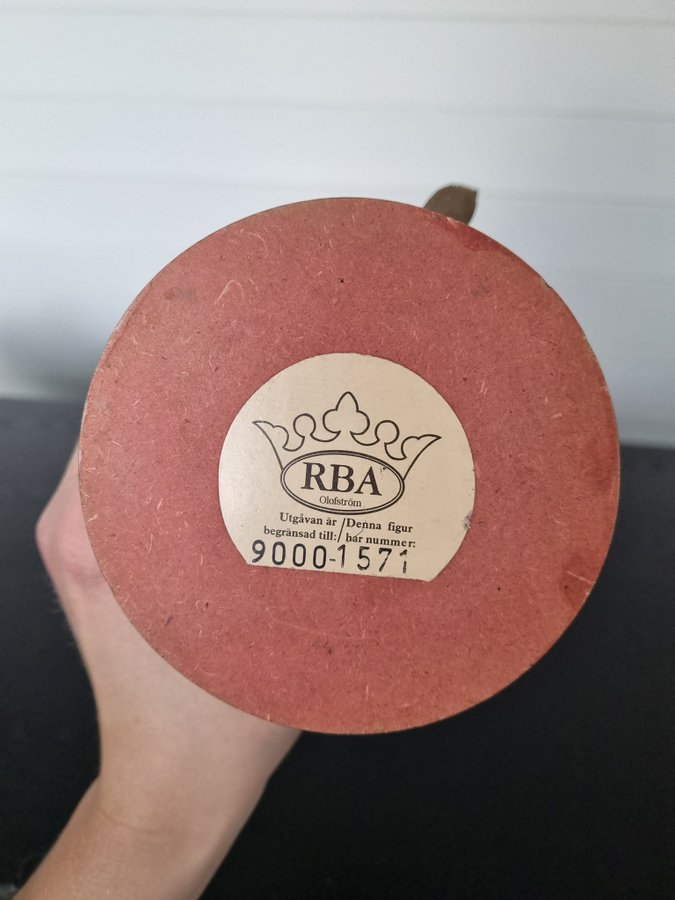 RBA
Olofström
Utgåvan är / Denna figur
begränsad till: / bär nummer:
9000-1571